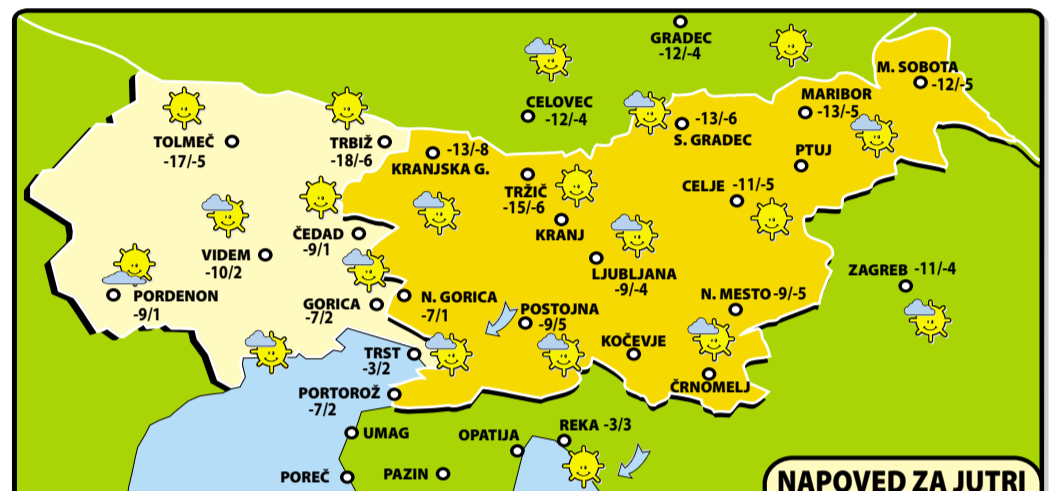 GRADEC
-12/-4
M. SOBOTA
-12/-5
CELOVEC
-12/-4
MARIBOR
-13/-5
-13/-6
S. GRADEC
TOLMEČ
-17/-5
TRBIŽ
-18/-6
-13/-8
KRANJSKA G.
PTUJ
TRŽIČ
-15/-6
CELJE -11/-5
KRANJ
ČEDAD
-9/1
VIDEM
-10/2
LJUBLJANA
-9/-4
ZAGREB -11/-4
PORDENON
-9/1
GORICA
-7/2
N. GORICA
-7/1
POSTOJNA
-9/5
N. MESTO -9/-5
KOČEVJE
TRST
-3/2
ČRNOMELJ
PORTOROŽ
-7/2
UMAG
OPATIJA
REKA -3/3
POREČ
PAZIN
NAPOVED ZA JUTRI